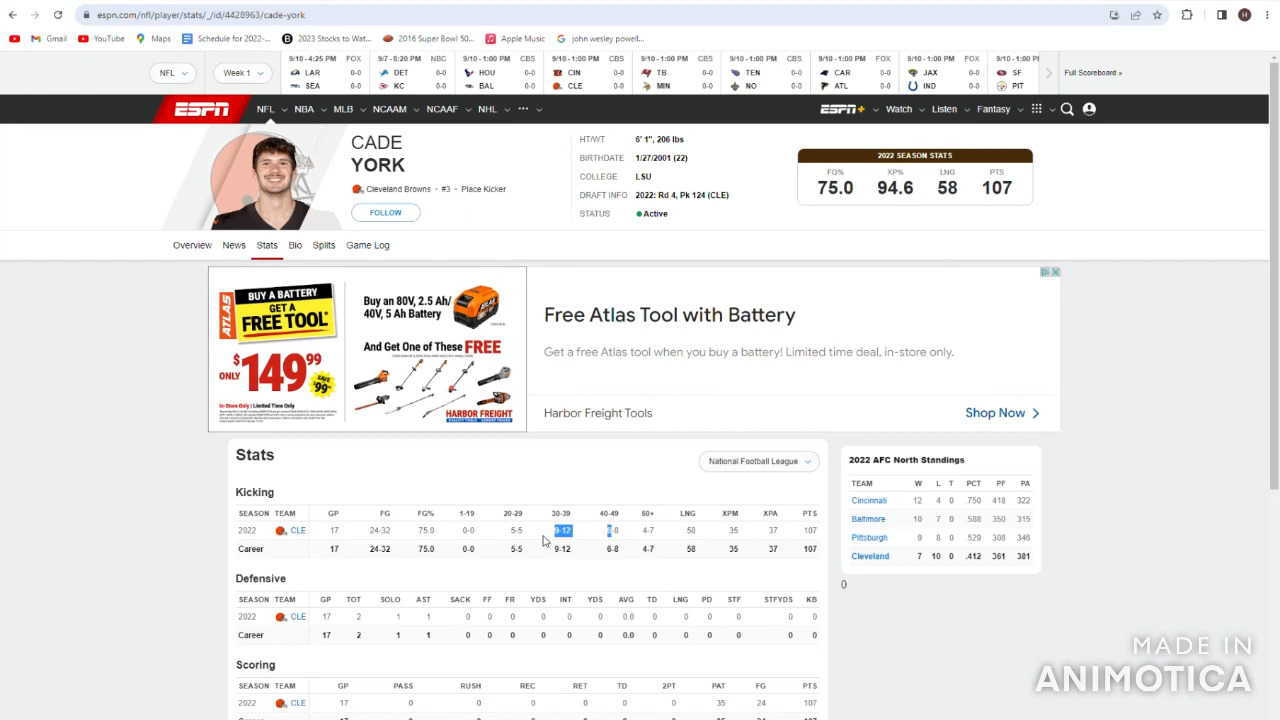 espn.com/nfl/player/stats/_/id/4428963/cade-york
Gmail YouTube Maps Schedule for 2022-... 2023 Stocks to Wat... 2016 Super Bowl 50... Apple Music john wesley powell...
NFL Week 1
9/10 - 4:25 PM FOX 9/7 - 8:20 PM NBC 9/10 - 1:00 PM CBS 9/10 - 1:00 PM CBS 9/10 - 1:00 PM FOX 9/10 - 1:00 PM CBS 9/10 - 1:00 PM FOX 9/10 - 1:00 PM FOX 9/10 - 1:00 PM
LAR 0-0 DET 0-0 HOU 0-0 CIN 0-0 TB 0-0 TEN 0-0 CAR 0-0 JAX 0-0 SF
SEA 0-0 KC 0-0 BAL 0-0 CLE 0-0 MIN 0-0 NO 0-0 ATL 0-0 IND 0-0 PIT
Full Scoreboard »
ESPN NFL NBA MLB NCAAM NCAAF NHL ... ESPN+ Watch Listen Fantasy
CADE
YORK
Cleveland Browns • #3 • Place Kicker
FOLLOW
HT/WT 6' 1", 206 lbs
BIRTHDATE 1/27/2001 (22)
COLLEGE LSU
DRAFT INFO 2022: Rd 4, Pk 124 (CLE)
STATUS Active
2022 SEASON STATS
FG% XP% LNG PTS
75.0 94.6 58 107
Overview News Stats Bio Splits Game Log
ATLAS
BUY A BATTERY
GET A
FREE TOOL*
ONLY $149.99
SAVE
$99
In-Store Only | Limited Time Only
Buy an 80V, 2.5 Ah/
40V, 5 Ah Battery
And Get One of These FREE
HARBOR FREIGHT
Free Atlas Tool with Battery
Get a free Atlas tool when you buy a battery! Limited time deal, in-store only.
Harbor Freight Tools Shop Now
Stats
National Football League
Kicking
SEASON TEAM GP FG FG% 1-19 20-29 30-39 40-49 50+ LNG XPM XPA PTS
2022 CLE 17 24-32 75.0 0-0 5-5 9-12 6-8 4-7 58 35 37 107
Career 17 24-32 75.0 0-0 5-5 9-12 6-8 4-7 58 35 37 107
Defensive
SEASON TEAM GP TOT SOLO AST SACK FF FR YDS INT YDS AVG TD LNG PD STF STFYDS KB
2022 CLE 17 2 1 1 0 0 0 0 0 0 0.0 0 0 0 0 0 0
Career 17 2 1 1 0 0 0 0 0 0 0.0 0 0 0 0 0 0
Scoring
SEASON TEAM GP PASS RUSH REC RET TD 2PT PAT FG PTS
2022 CLE 17 0 0 0 0 0 0 35 24 107
2022 AFC North Standings
TEAM W L T PCT PF PA
Cincinnati 12 4 0 .750 418 322
Baltimore 10 7 0 .588 350 315
Pittsburgh 9 8 0 .529 308 346
Cleveland 7 10 0 .412 361 381
0
MADE IN
ANIMOTICA